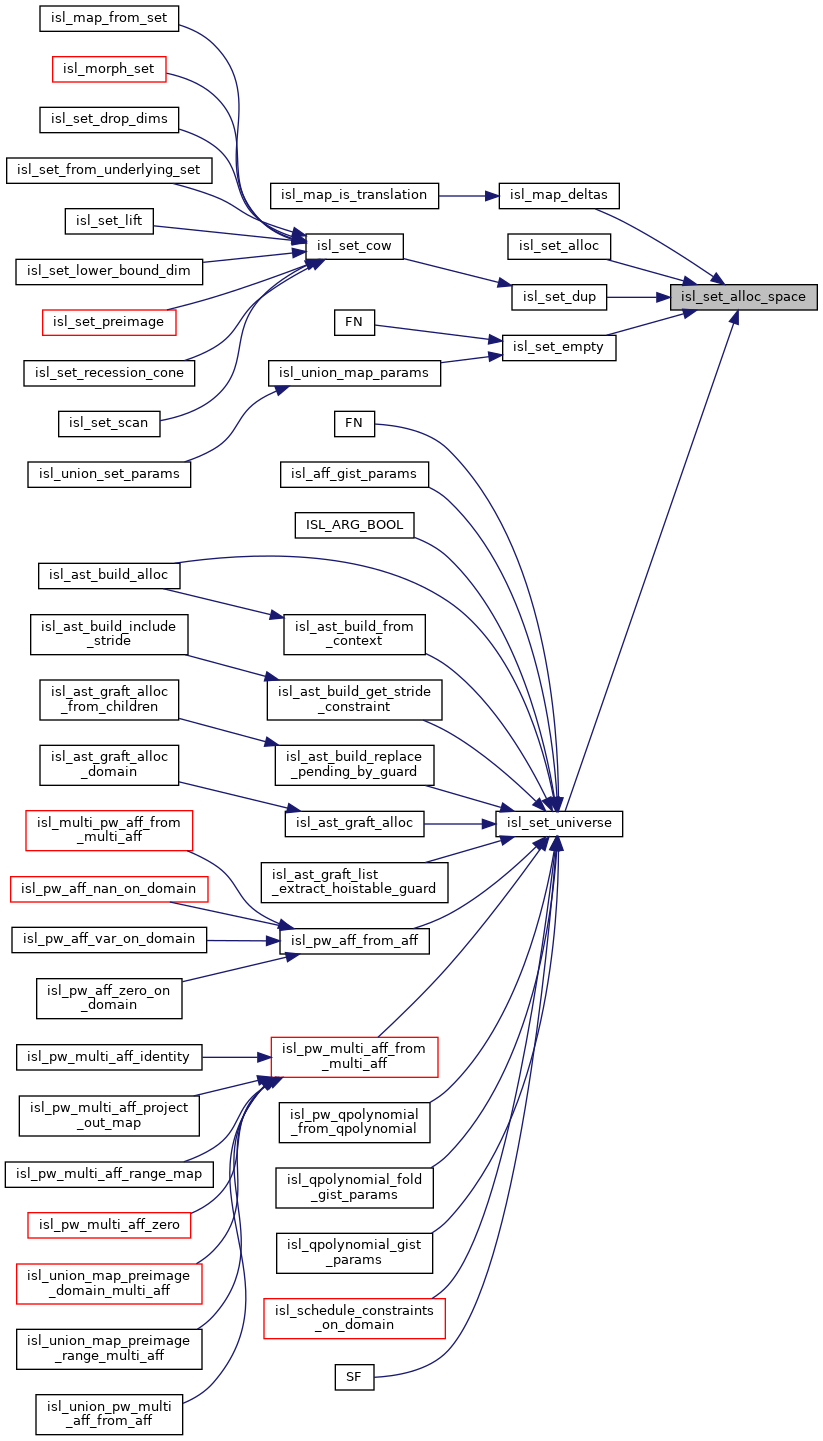 isl_map_from_set
isl_morph_set
isl_set_drop_dims
isl_set_from_underlying_set
isl_map_is_translation
isl_map_deltas
isl_set_lift
isl_set_cow
isl_set_alloc
isl_set_lower_bound_dim
isl_set_dup
isl_set_alloc_space
isl_set_preimage
FN
isl_set_empty
isl_set_recession_cone
isl_union_map_params
isl_set_scan
FN
isl_union_set_params
isl_aff_gist_params
ISL_ARG_BOOL
isl_ast_build_alloc
isl_ast_build_include
_stride
isl_ast_build_from
_context
isl_ast_graft_alloc
_from_children
isl_ast_build_get_stride
_constraint
isl_ast_graft_alloc
_domain
isl_ast_build_replace
_pending_by_guard
isl_multi_pw_aff_from
_multi_aff
isl_ast_graft_alloc
isl_set_universe
isl_pw_aff_nan_on_domain
isl_ast_graft_list
_extract_hoistable_guard
isl_pw_aff_var_on_domain
isl_pw_aff_from_aff
isl_pw_aff_zero_on
_domain
isl_pw_multi_aff_identity
isl_pw_multi_aff_from
_multi_aff
isl_pw_multi_aff_project
_out_map
isl_pw_qpolynomial
_from_qpolynomial
isl_pw_multi_aff_range_map
isl_qpolynomial_fold
_gist_params
isl_pw_multi_aff_zero
isl_qpolynomial_gist
_params
isl_union_map_preimage
_domain_multi_aff
isl_schedule_constraints
_on_domain
isl_union_map_preimage
_range_multi_aff
SF
isl_union_pw_multi
_aff_from_aff